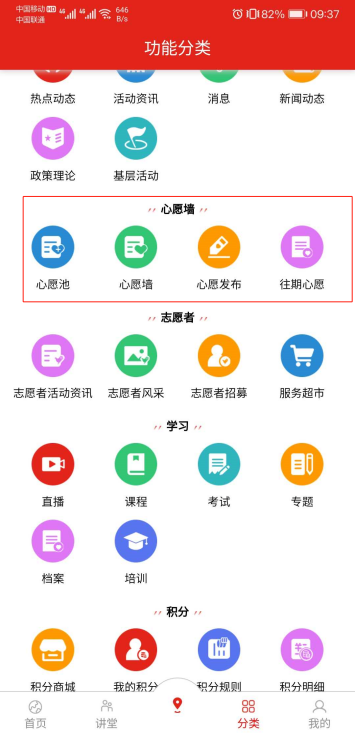 中国移动 HD 46 46 646 82% 09:37
中国联通 B/s
功能分类
热点动态 活动资讯 消息 新闻动态
政策理论 基层活动
心愿墙
心愿池 心愿墙 心愿发布 往期心愿
志愿者
志愿者活动资讯 志愿者风采 志愿者招募 服务超市
学习
直播 课程 考试 专题
档案 培训
积分
积分商城 我的积分 积分规则 积分明细
首页 讲堂 分类 我的